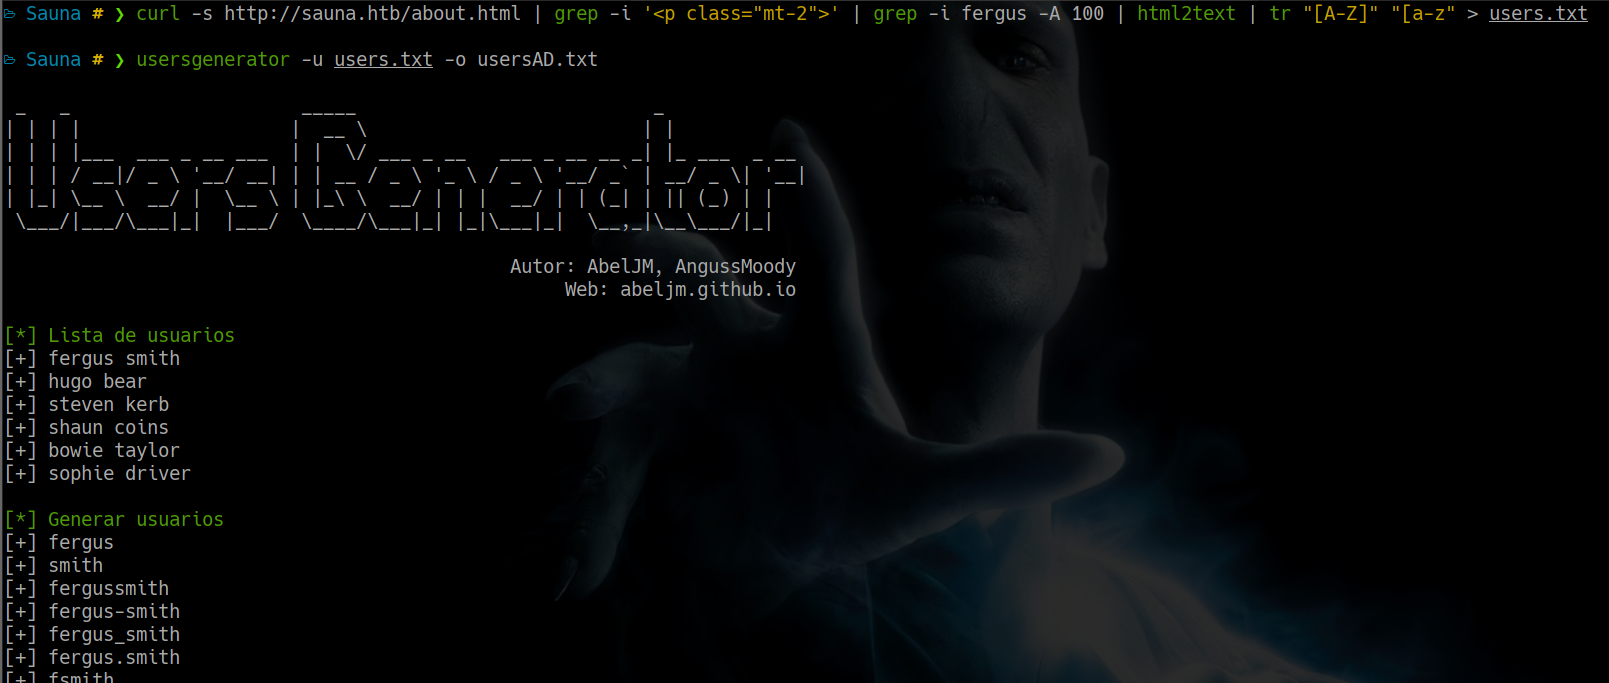 Sauna # ❯ curl -s http://sauna.htb/about.html | grep -i '<p class="mt-2">' | grep -i fergus -A 100 | html2text | tr "[A-Z]" "[a-z" > users.txt
Sauna # ❯ usersgenerator -u users.txt -o usersAD.txt
Users Generator
Autor: AbelJM, AngussMoody
Web: abeljm.github.io
[*] Lista de usuarios
[+] fergus smith
[+] hugo bear
[+] steven kerb
[+] shaun coins
[+] bowie taylor
[+] sophie driver
[*] Generar usuarios
[+] fergus
[+] smith
[+] fergussmith
[+] fergus-smith
[+] fergus_smith
[+] fergus.smith
[+] fsmith